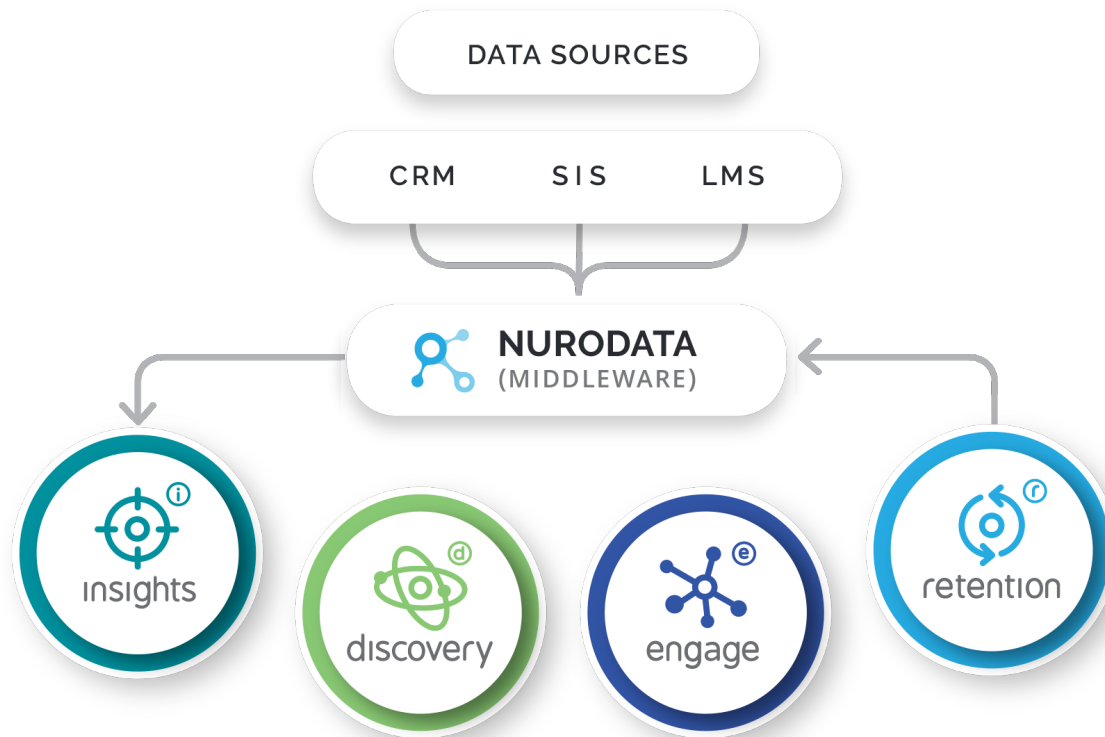 DATA SOURCES
CRM SIS LMS
NURODATA
(MIDDLEWARE)
i
insights
d
discovery
e
engage
r
retention